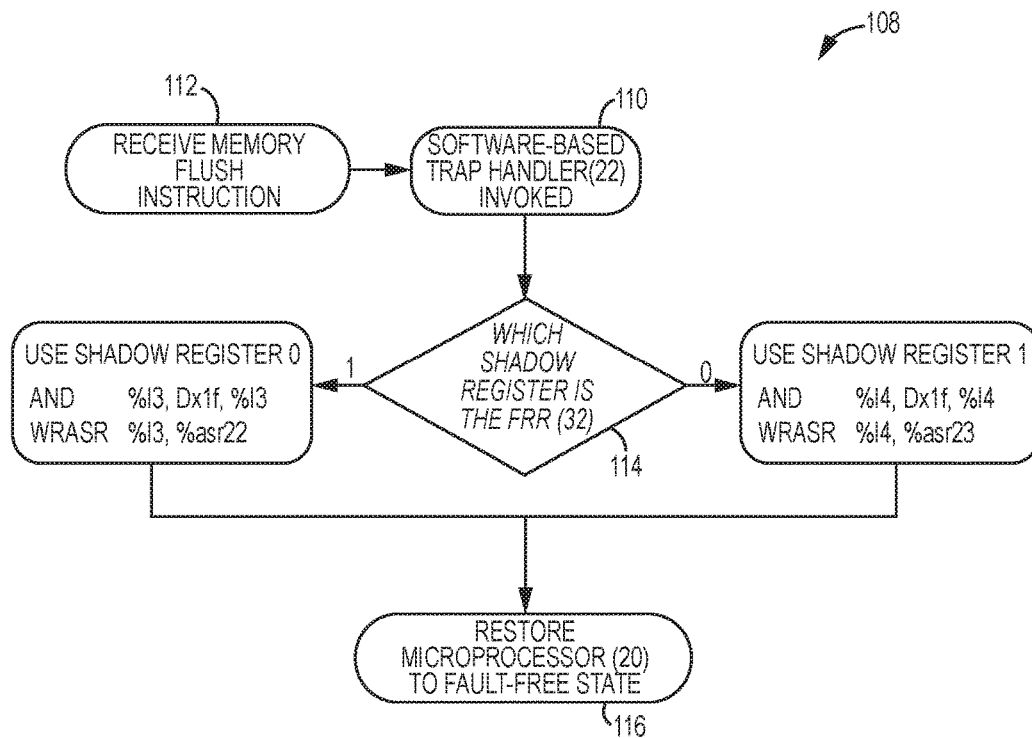 108
112
110
RECEIVE MEMORY
FLUSH
INSTRUCTION
SOFTWARE-BASED
TRAP HANDLER(22)
INVOKED
WHICH
SHADOW
REGISTER IS
THE FRR (32)
1
0
114
USE SHADOW REGISTER 0
AND %l3, Dx1f, %l3
WRASR %l3, %asr22
USE SHADOW REGISTER 1
AND %l4, Dx1f, %l4
WRASR %l4, %asr23
RESTORE
MICROPROCESSOR (20)
TO FAULT-FREE STATE
116